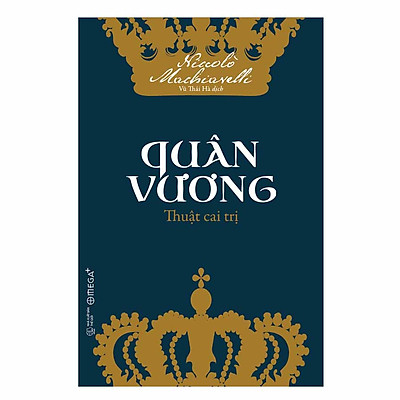 Niccolò
Machiavelli
Vũ Thái Hà dịch
QUÂN
VƯƠNG
Thuật cai trị
OMEGA+